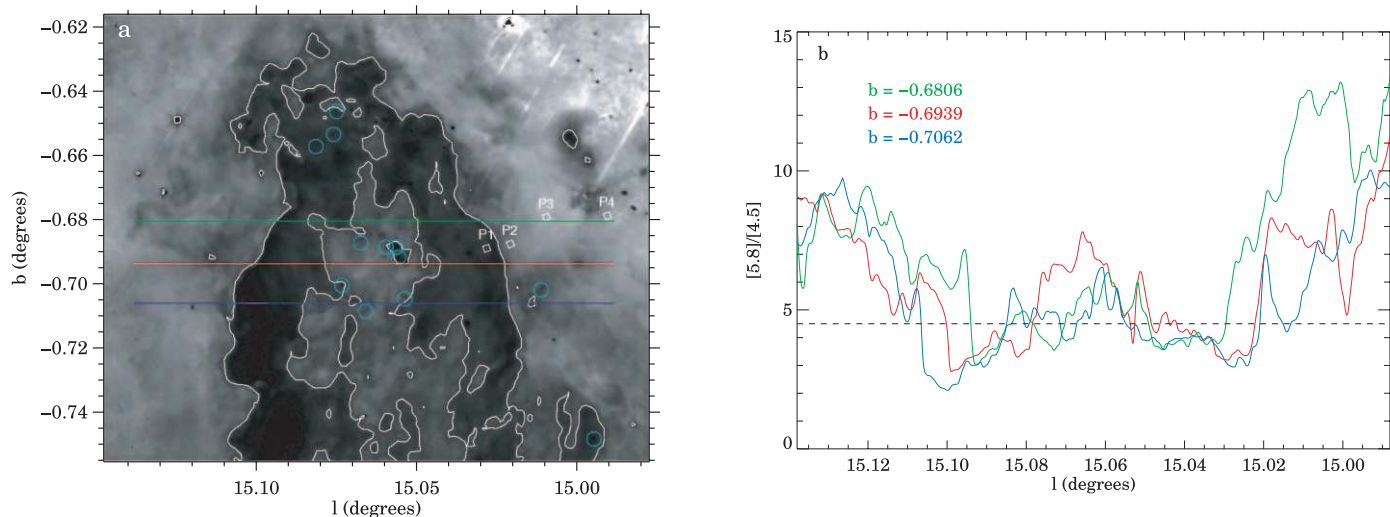 a
−0.62
−0.64
−0.66
−0.68
−0.70
−0.72
−0.74
b (degrees)
P3
P4
P1
P2
15.10
15.05
15.00
l (degrees)
b
15
10
5
0
[5.8]/[4.5]
b = −0.6806
b = −0.6939
b = −0.7062
15.12
15.10
15.08
15.06
15.04
15.02
15.00
l (degrees)